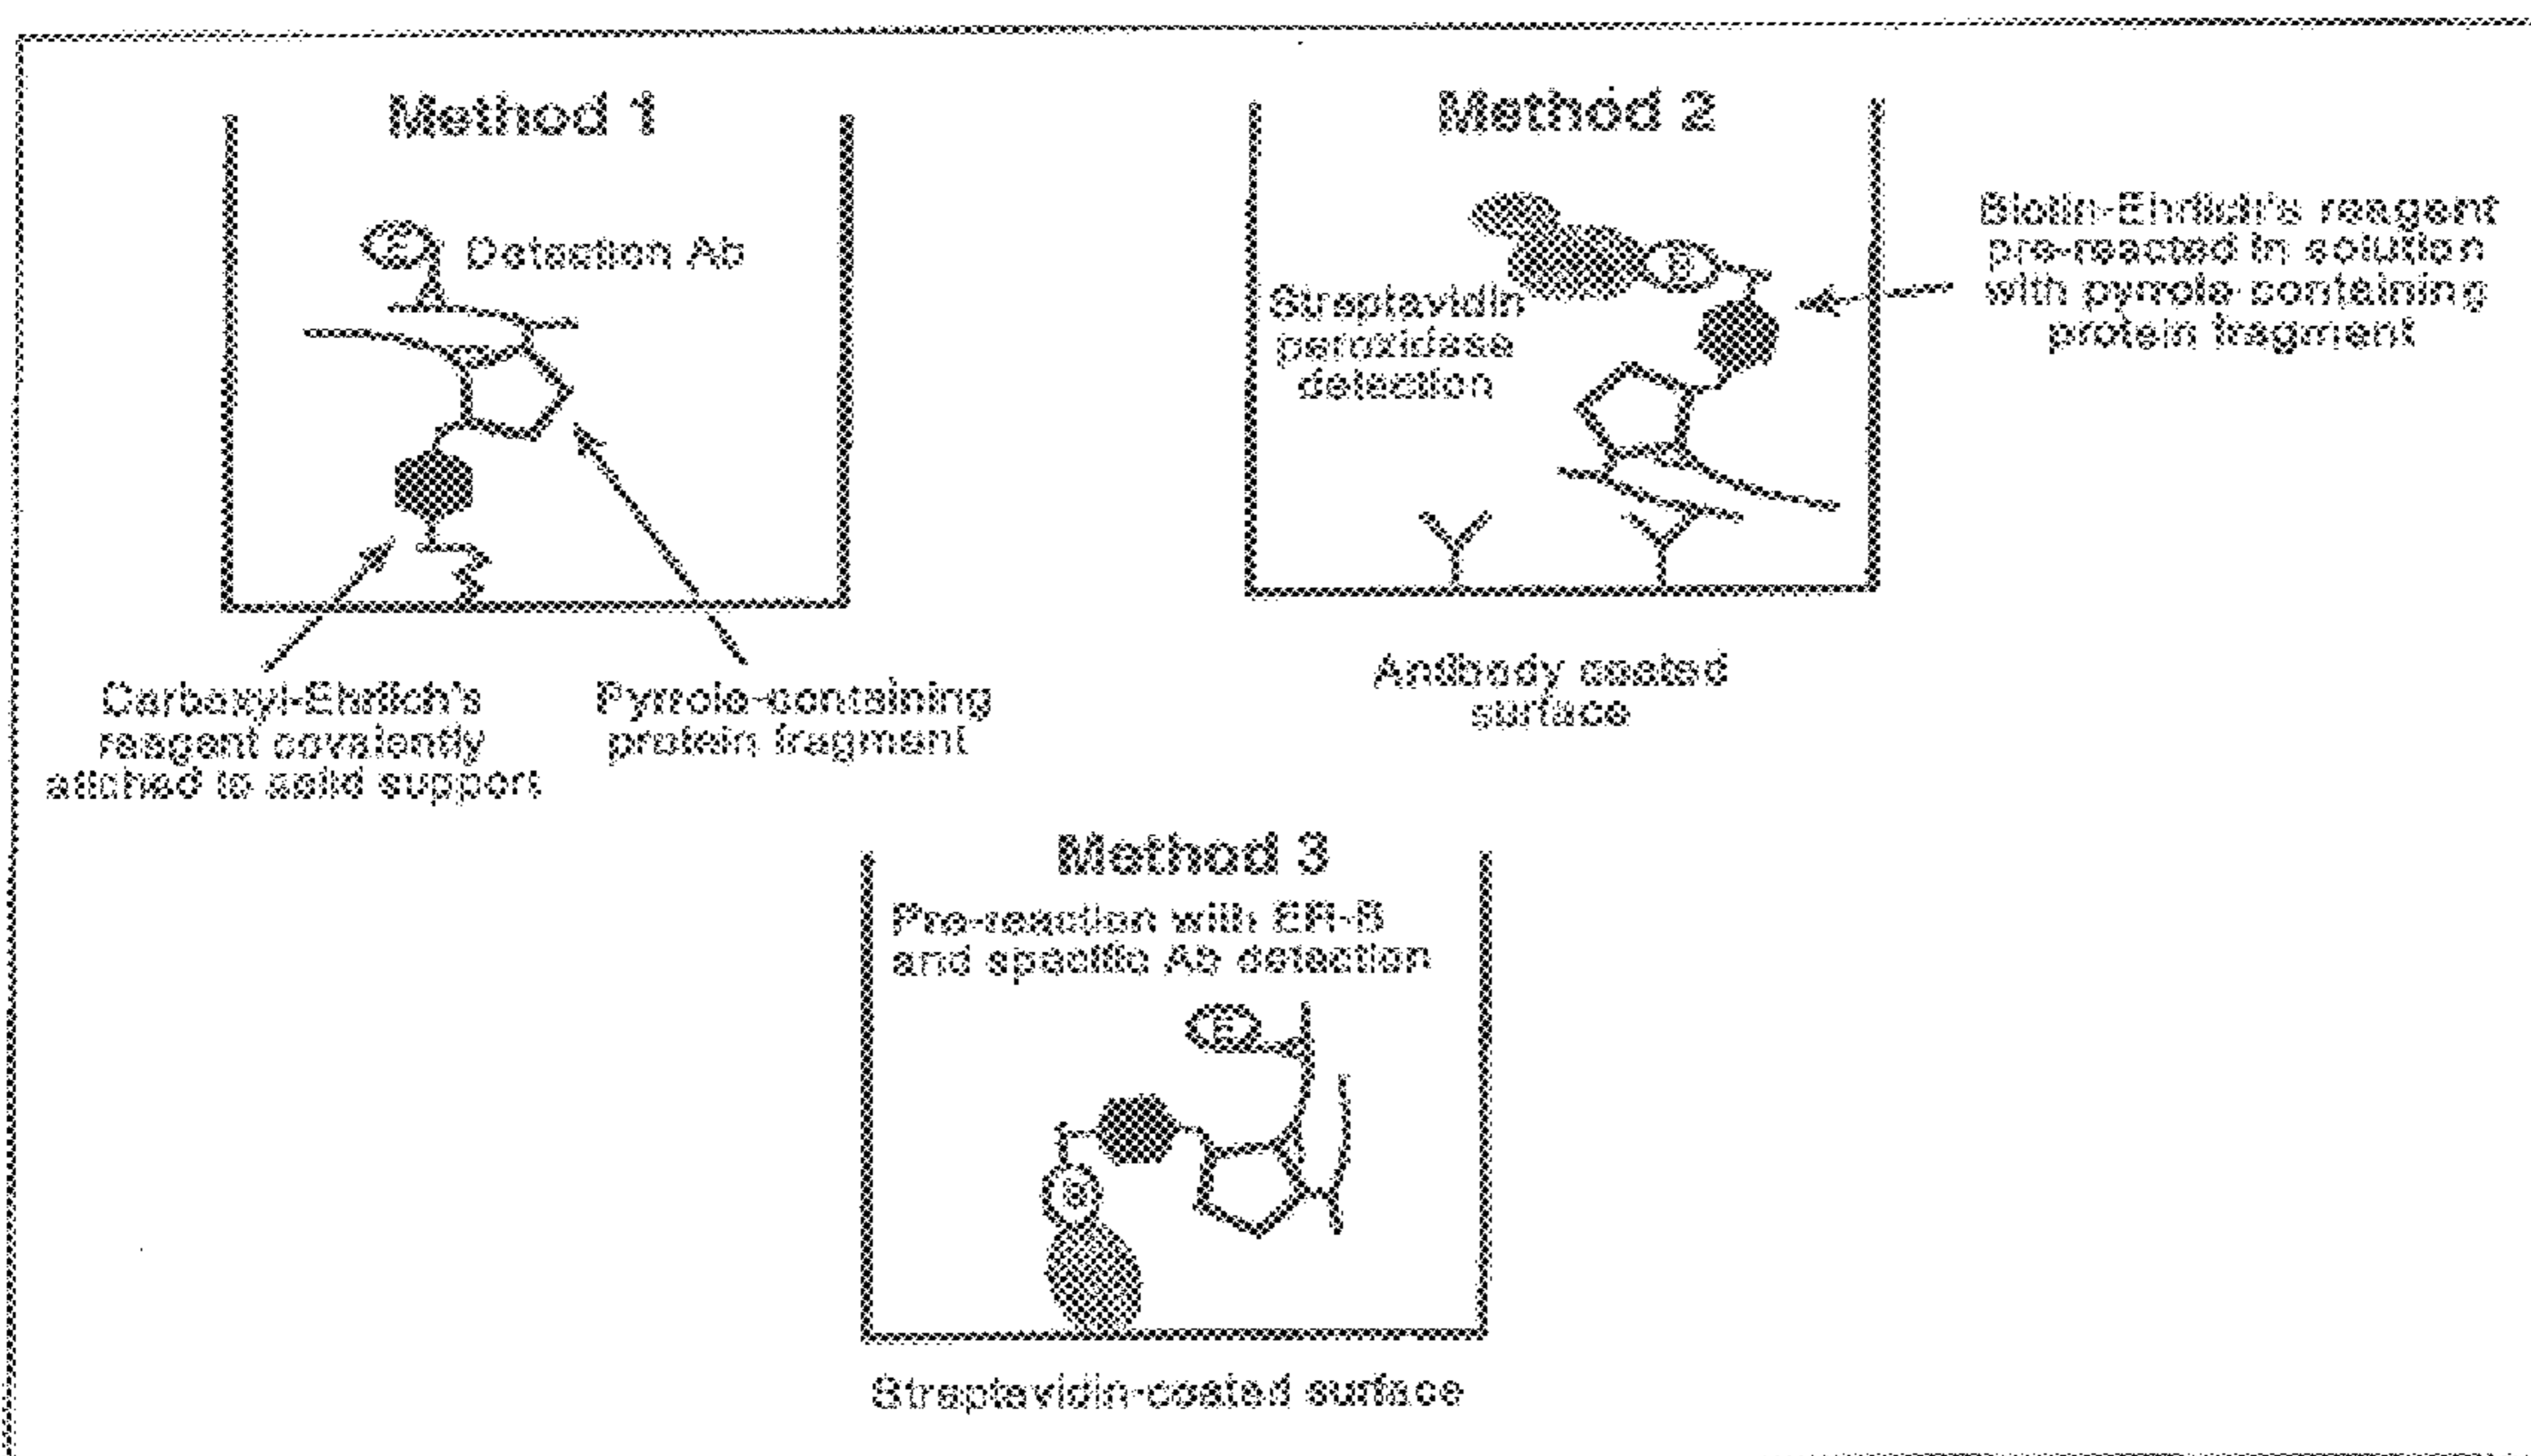 Method 1
Detection Ab
Carboxyl-Ehrlich's
reagent covalently
attched to solid support
Pyrrole-containing
protein fragment
Method 2
Streptavidin
peroxidase
detection
B
Biotin-Ehrlich's reagent
pre-reacted in solution
with pyrrole containing
protein fragment
Antibody coated
surface
Method 3
Pre-reaction with ER-B
and specific Ab detection
E
B
Streptavidin-coated surface